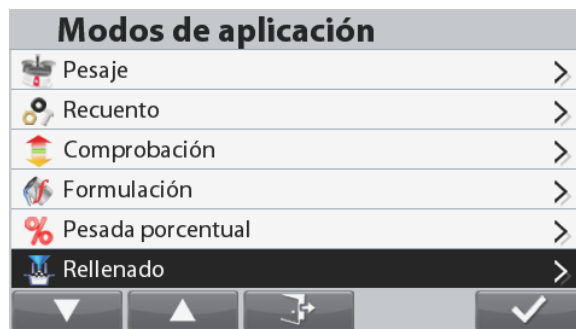 Modos de aplicación
Pesaje
Recuento
Comprobación
Formulación
Pesada porcentual
Rellenado